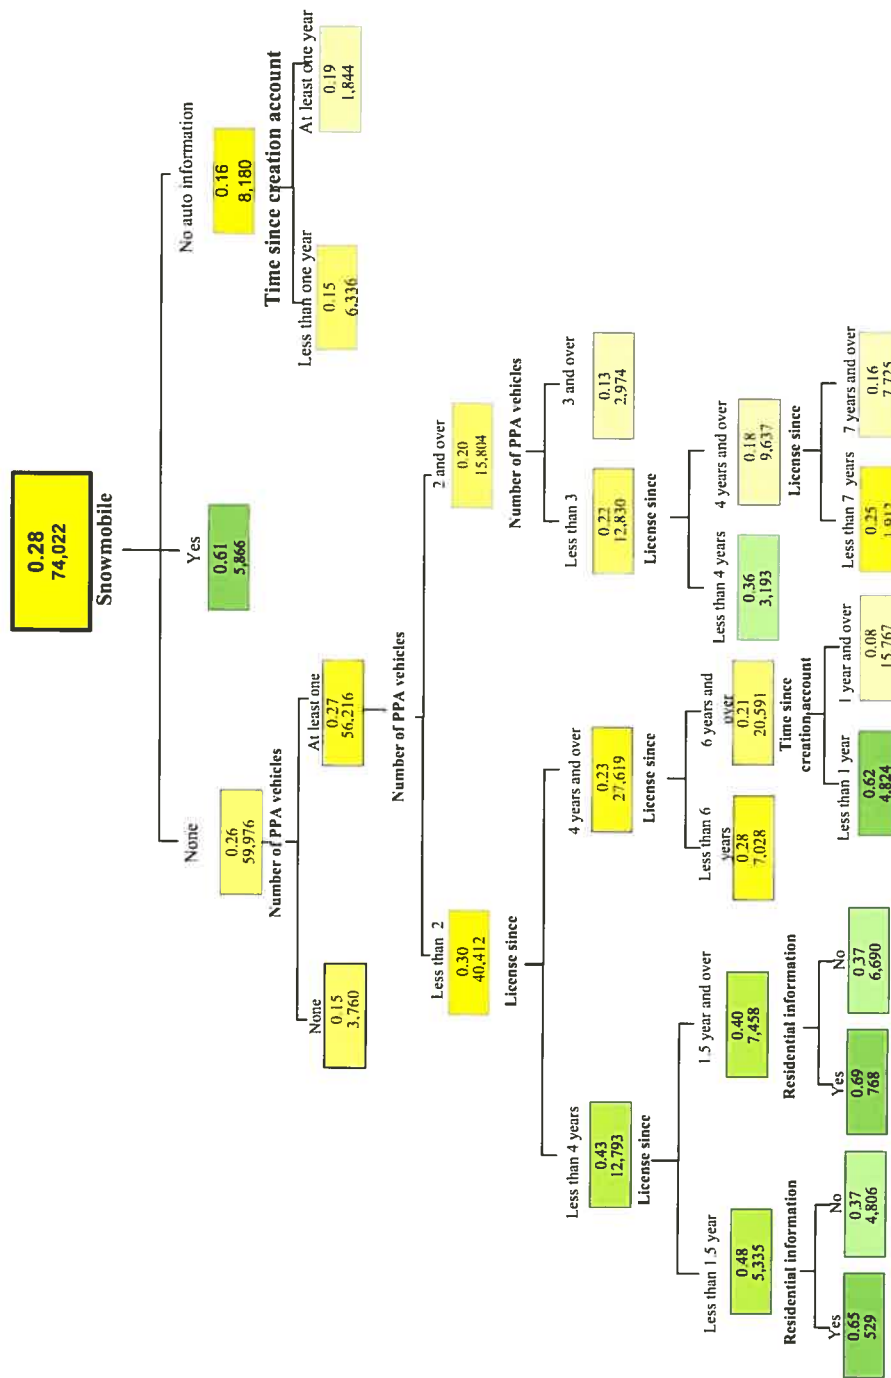 0.28
74,022
Snowmobile
None
Yes
No auto information
0.26
59,976
0.61
5,866
0.16
8,180
Number of PPA vehicles
Time since creation account
None
At least one
Less than one year
At least one year
0.15
3,760
0.27
56,216
0.15
6,336
0.19
1,844
Number of PPA vehicles
Less than 2
2 and over
0.30
40,412
0.20
15,804
License since
Number of PPA vehicles
Less than 4 years
4 years and over
Less than 3
3 and over
0.43
12,793
0.23
27,619
0.22
12,830
0.13
2,974
License since
License since
License since
Less than 1.5 year
1.5 year and over
Less than 6
years
6 years and
over
Less than 4 years
4 years and over
0.48
5,335
0.40
7,458
0.28
7,028
0.21
20,591
0.36
3,193
0.18
9,637
Residential information
Residential information
Time since
creation account
License since
Yes
No
Yes
No
Less than 1 year
1 year and over
Less than 7 years
7 years and over
0.65
529
0.37
4,806
0.69
768
0.37
6,690
0.62
4,824
0.08
15,767
0.25
1,912
0.16
7,725